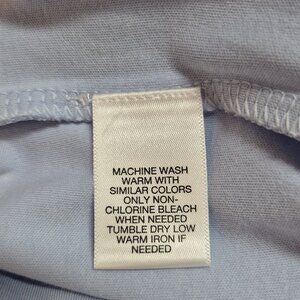 MACHINE WASH
WARM WITH
SIMILAR COLORS
ONLY NON-
CHLORINE BLEACH
WHEN NEEDED
TUMBLE DRY LOW
WARM IRON IF
NEEDED